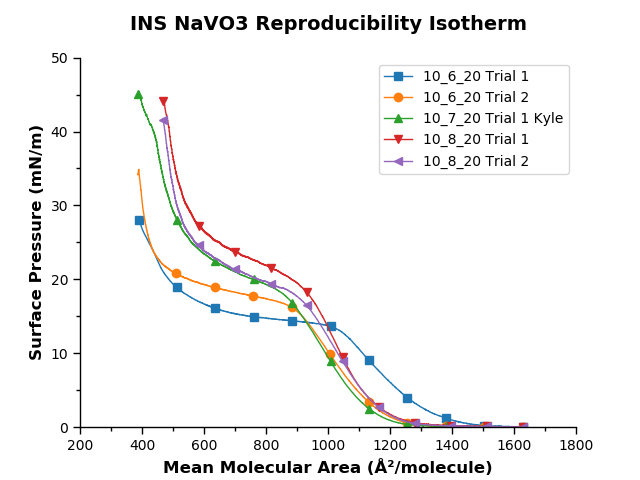 INS NaVO3 Reproducibility Isotherm
10_6_20 Trial 1
10_6_20 Trial 2
10_7_20 Trial 1 Kyle
10_8_20 Trial 1
10_8_20 Trial 2
Surface Pressure (mN/m)
50
40
30
20
10
0
200 400 600 800 1000 1200 1400 1600 1800
Mean Molecular Area (Å²/molecule)